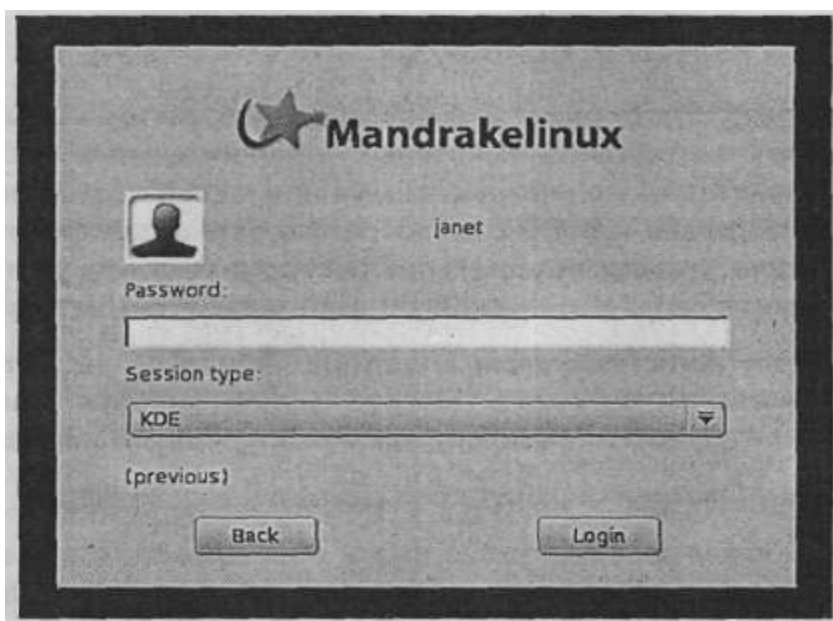 Mandrakelinux
janet
Password:
Session type:
KDE
(previous)
Back
Login